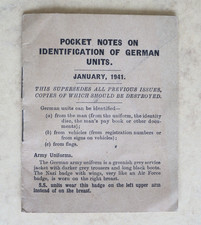 POCKET NOTES ON
IDENTIFICATION OF GERMAN
UNITS.
JANUARY, 1941.
THIS SUPERSEDES ALL PREVIOUS ISSUES,
COPIES OF WHICH SHOULD BE DESTROYED.
German units can be identified—
(a) from the man (from the uniform, the identity
disc, the man's pay book or other docu-
ments);
(b) from vehicles (from registration numbers or
from signs on vehicles);
(c) from flags.
Army Uniforms.
The German army uniform is a greenish grey service
jacket with further grey trousers and long black boots.
The Nazi badge with wings, very like an Air Force
badge, is worn on the right breast.
S.S. units wear this badge on the left upper arm
instead of on the breast.